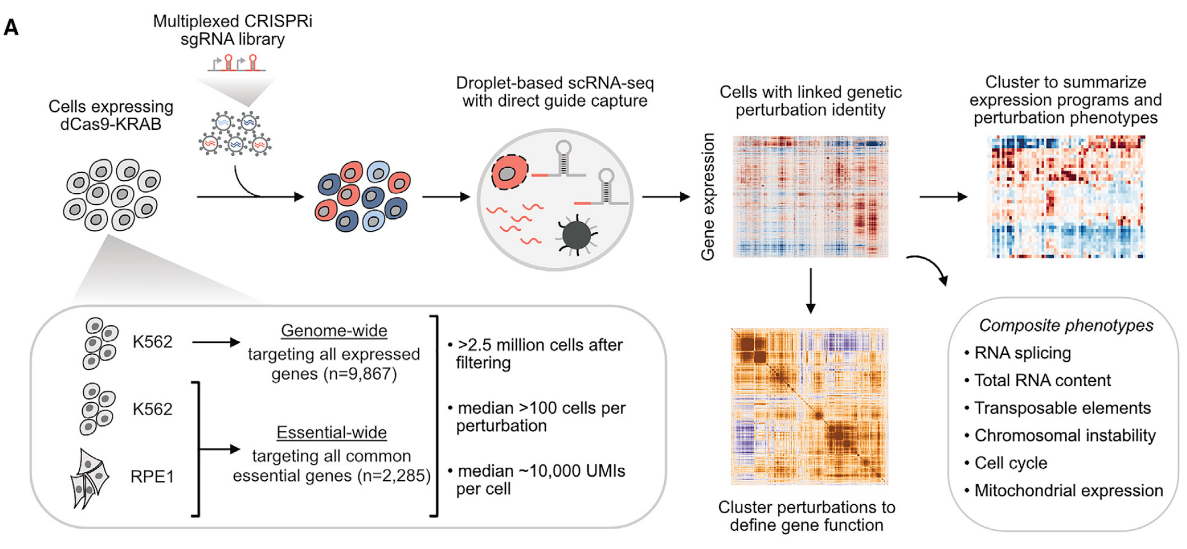 A
Multiplexed CRISPRi
sgRNA library
Cells expressing
dCas9-KRAB
Droplet-based scRNA-seq
with direct guide capture
Cells with linked genetic
perturbation identity
Gene expression
Cluster to summarize
expression programs and
perturbation phenotypes
K562
Genome-wide
targeting all expressed
genes (n=9,867)
K562
RPE1
Essential-wide
targeting all common
essential genes (n=2,285)
• >2.5 million cells after
filtering
• median >100 cells per
perturbation
• median ~10,000 UMIs
per cell
Cluster perturbations to
define gene function
Composite phenotypes
• RNA splicing
• Total RNA content
• Transposable elements
• Chromosomal instability
• Cell cycle
• Mitochondrial expression